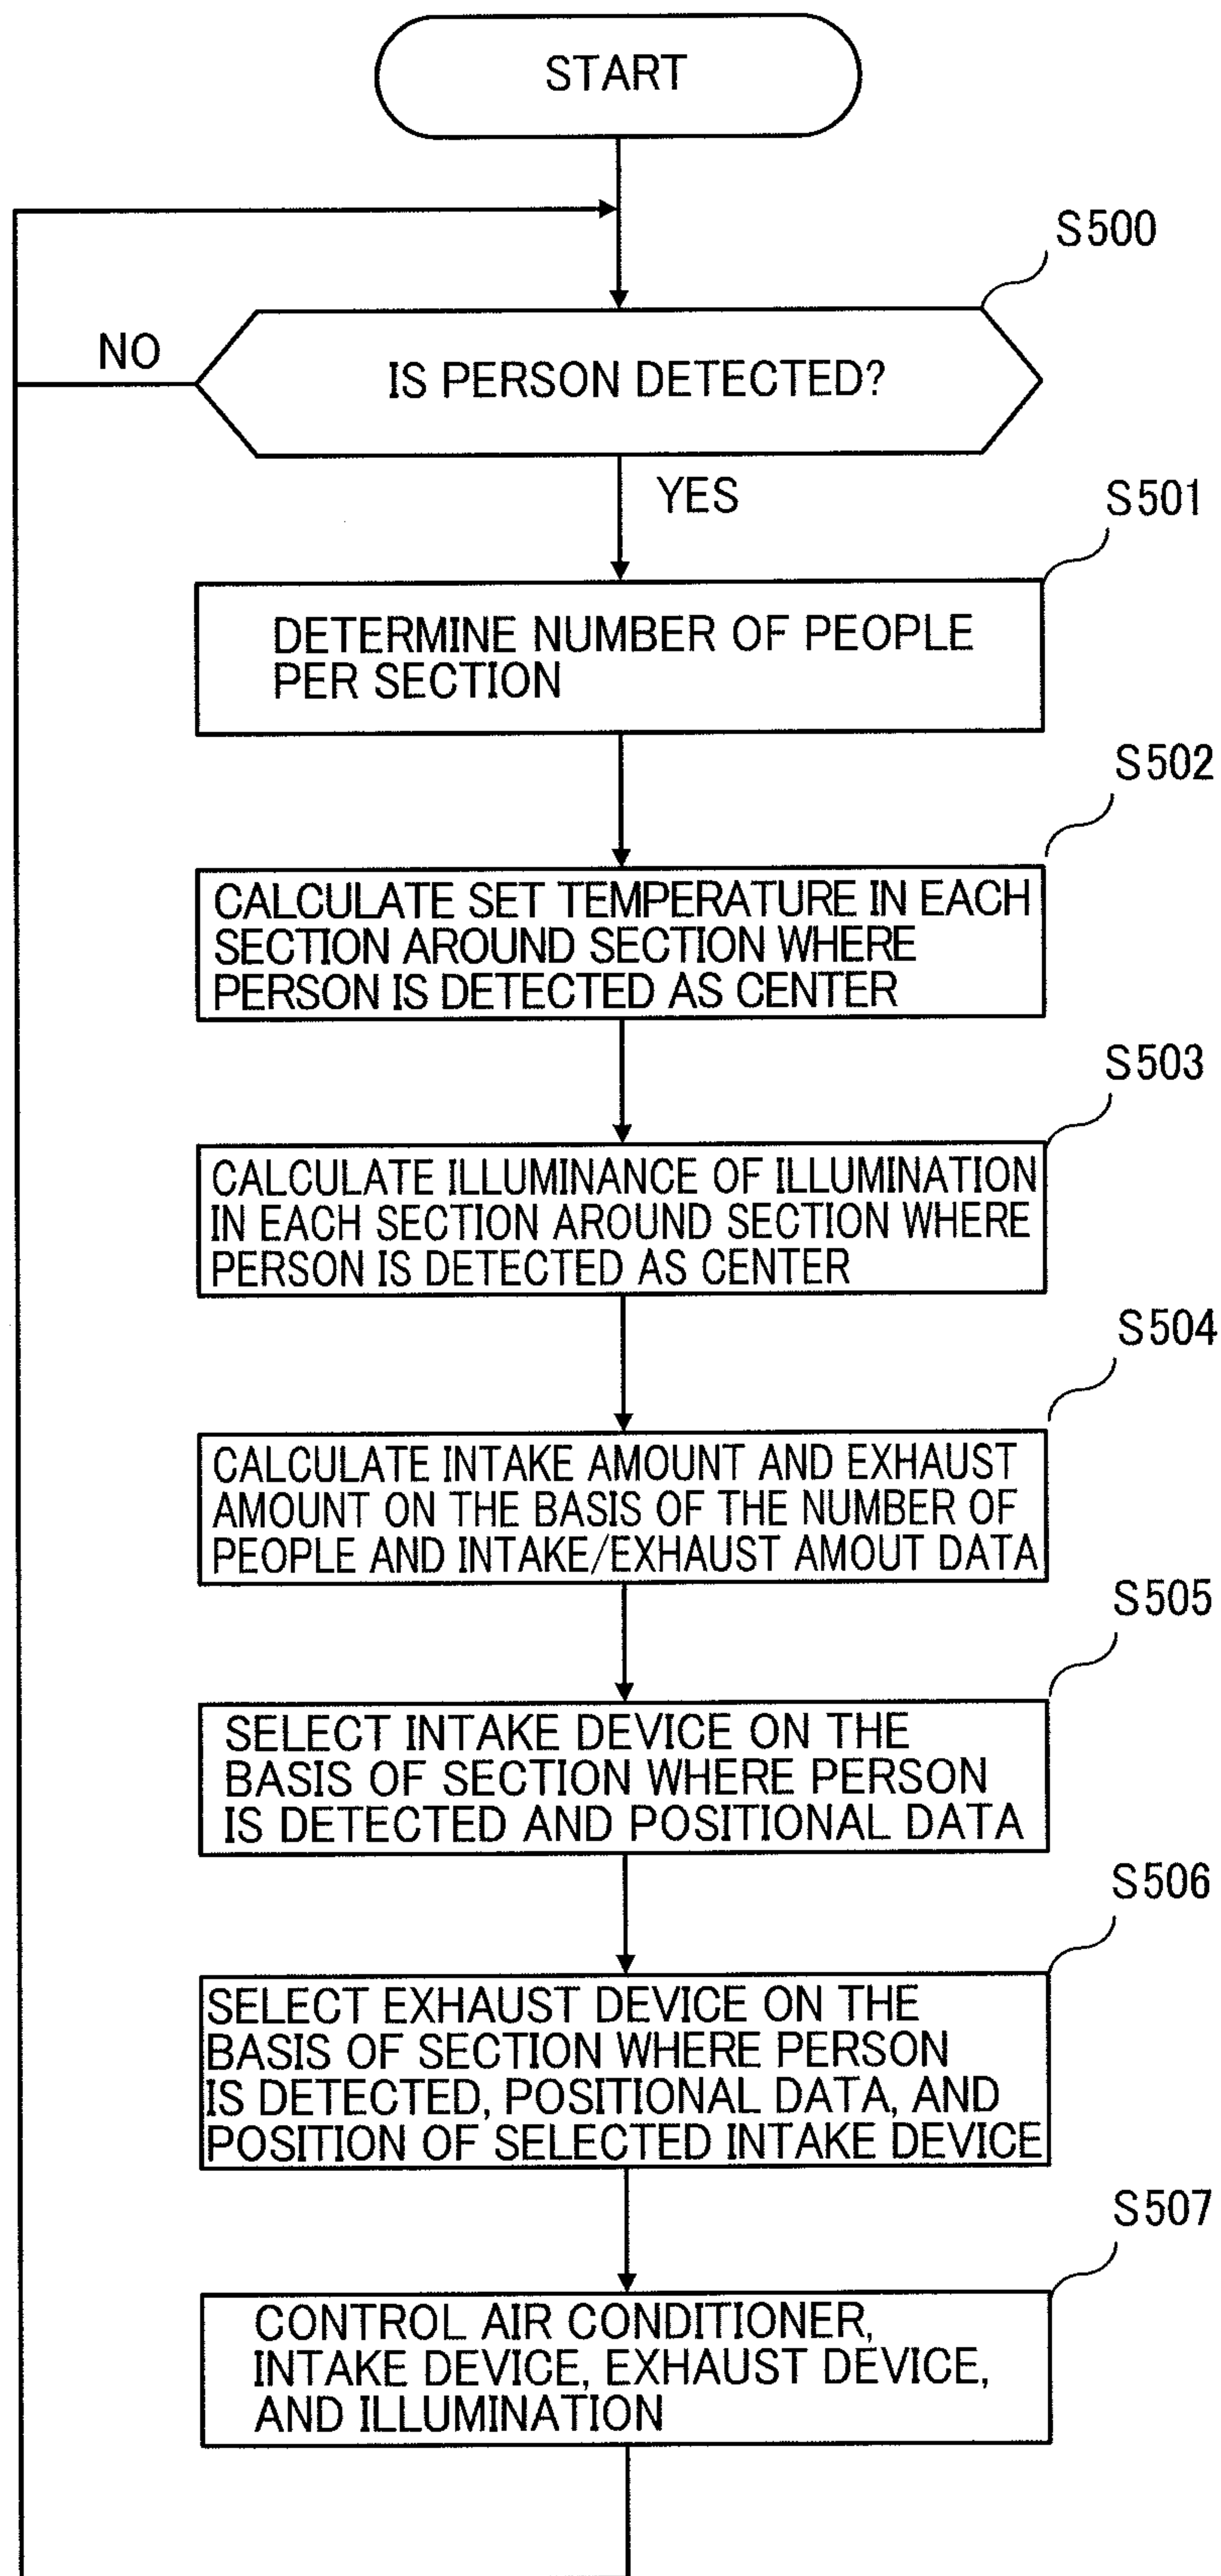 START
S500
NO
IS PERSON DETECTED?
YES
S501
DETERMINE NUMBER OF PEOPLE
PER SECTION
S502
CALCULATE SET TEMPERATURE IN EACH
SECTION AROUND SECTION WHERE
PERSON IS DETECTED AS CENTER
S503
CALCULATE ILLUMINANCE OF ILLUMINATION
IN EACH SECTION AROUND SECTION WHERE
PERSON IS DETECTED AS CENTER
S504
CALCULATE INTAKE AMOUNT AND EXHAUST
AMOUNT ON THE BASIS OF THE NUMBER OF
PEOPLE AND INTAKE/EXHAUST AMOUT DATA
S505
SELECT INTAKE DEVICE ON THE
BASIS OF SECTION WHERE PERSON
IS DETECTED AND POSITIONAL DATA
S506
SELECT EXHAUST DEVICE ON THE
BASIS OF SECTION WHERE PERSON
IS DETECTED, POSITIONAL DATA, AND
POSITION OF SELECTED INTAKE DEVICE
S507
CONTROL AIR CONDITIONER,
INTAKE DEVICE, EXHAUST DEVICE,
AND ILLUMINATION